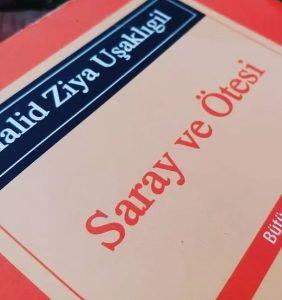 alid Ziya Uşaklıgil
Saray ve Ötesi
Bütü